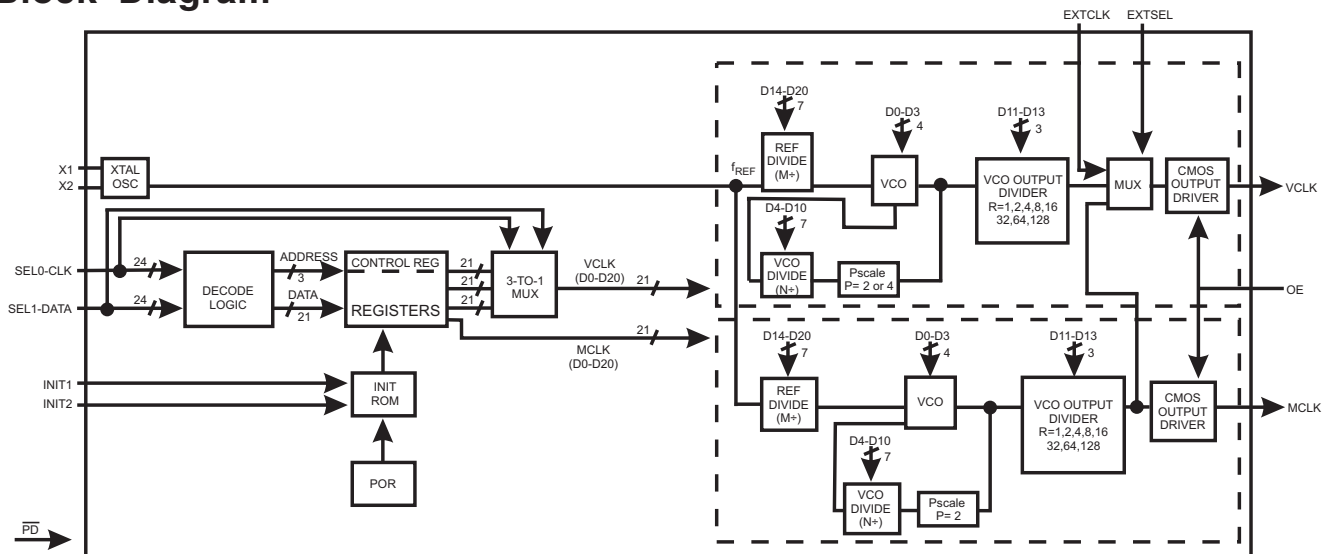 Block Diagram
EXTCLK EXTSEL
D14-D20
7
D0-D3
4
D11-D13
3
X1
X2
XTAL
OSC
fREF
REF
DIVIDE
(M÷)
VCO
VCO OUTPUT
DIVIDER
R=1,2,4,8,16
32,64,128
MUX
CMOS
OUTPUT
DRIVER
VCLK
D4-D10
7
VCO
DIVIDE
(N÷)
Pscale
P= 2 or 4
SEL0-CLK
24
SEL1-DATA
24
DECODE
LOGIC
ADDRESS
3
DATA
21
CONTROL REG
REGISTERS
21
21
21
3-TO-1
MUX
VCLK
(D0-D20)
21
OE
21
MCLK
(D0-D20)
D14-D20
7
D0-D3
4
D11-D13
3
INIT1
INIT2
INIT
ROM
REF
DIVIDE
(M÷)
VCO
VCO OUTPUT
DIVIDER
R=1,2,4,8,16
32,64,128
CMOS
OUTPUT
DRIVER
MCLK
D4-D10
7
POR
VCO
DIVIDE
(N÷)
Pscale
P= 2
PD